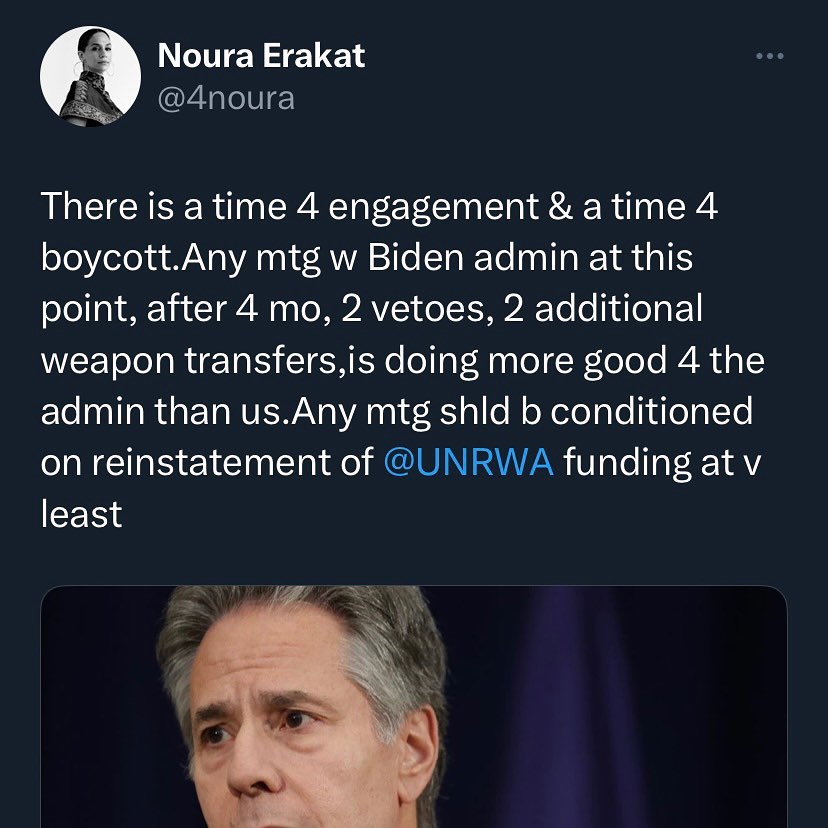 Noura Erakat
@4noura
There is a time 4 engagement & a time 4
boycott.Any mtg w Biden admin at this
point, after 4 mo, 2 vetoes, 2 additional
weapon transfers,is doing more good 4 the
admin than us.Any mtg shld b conditioned
on reinstatement of @UNRWA funding at v
least